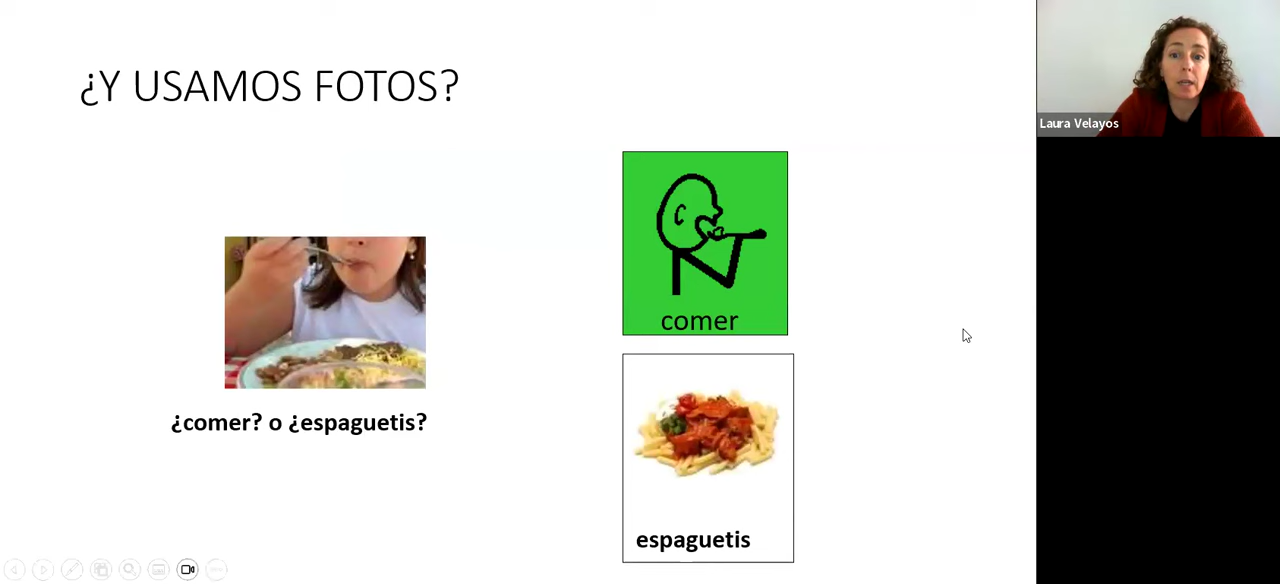 ¿Y USAMOS FOTOS?
Laura Velayos
comer
¿comer? o ¿espaguetis?
espaguetis